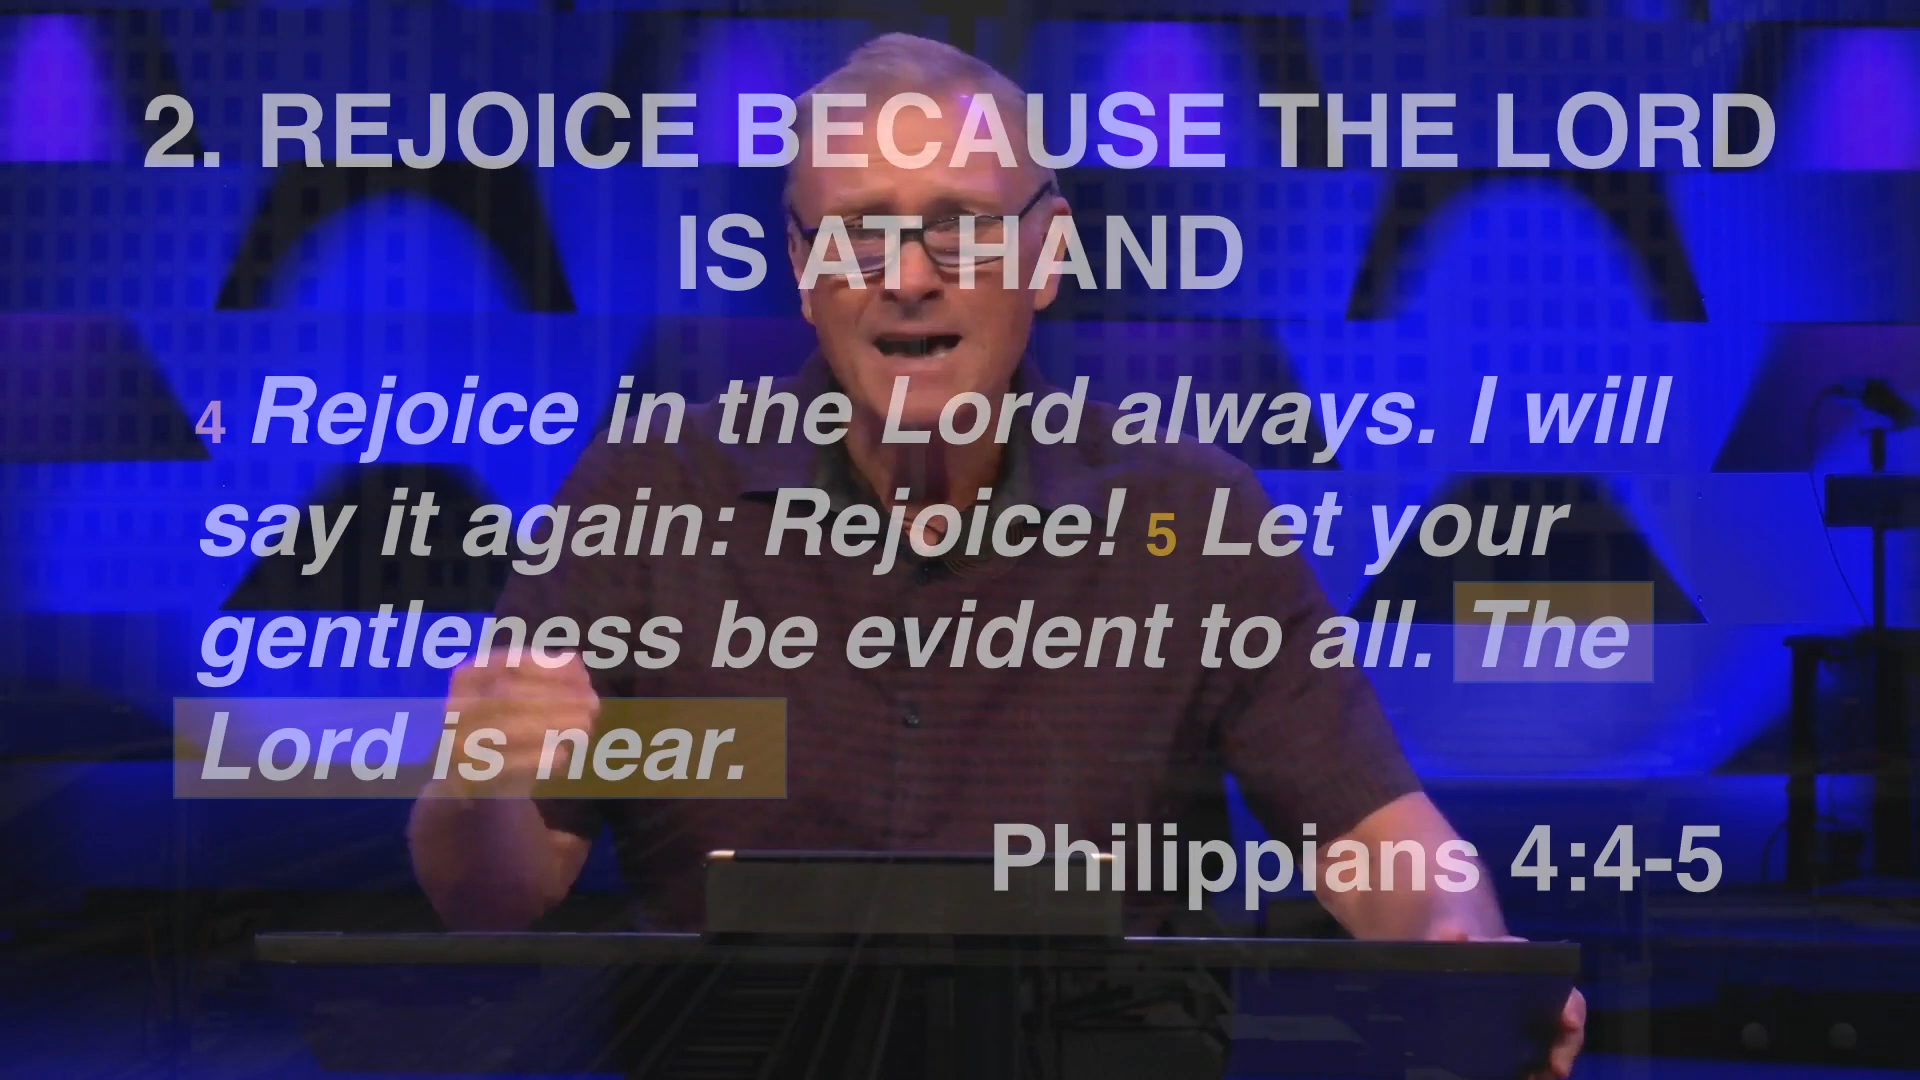 2. REJOICE BECAUSE THE LORD
IS AT HAND
4 Rejoice in the Lord always. I will
say it again: Rejoice! 5 Let your
gentleness be evident to all. The
Lord is near.
Philippians 4:4-5